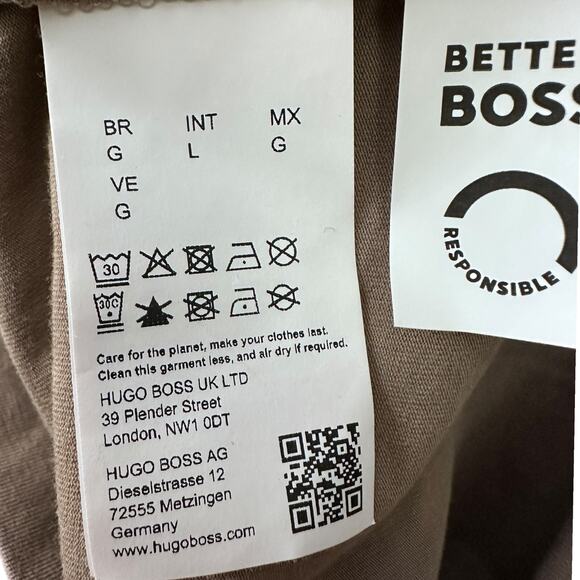 BR INT MX
G L G
VE
G
30
30C
Care for the planet, make your clothes last.
Clean this garment less, and air dry if required.
HUGO BOSS UK LTD
39 Plender Street
London, NW1 0DT
HUGO BOSS AG
Dieselstrasse 12
72555 Metzingen
Germany
www.hugoboss.com
BETTE
BOSS
RESPONSIBLE